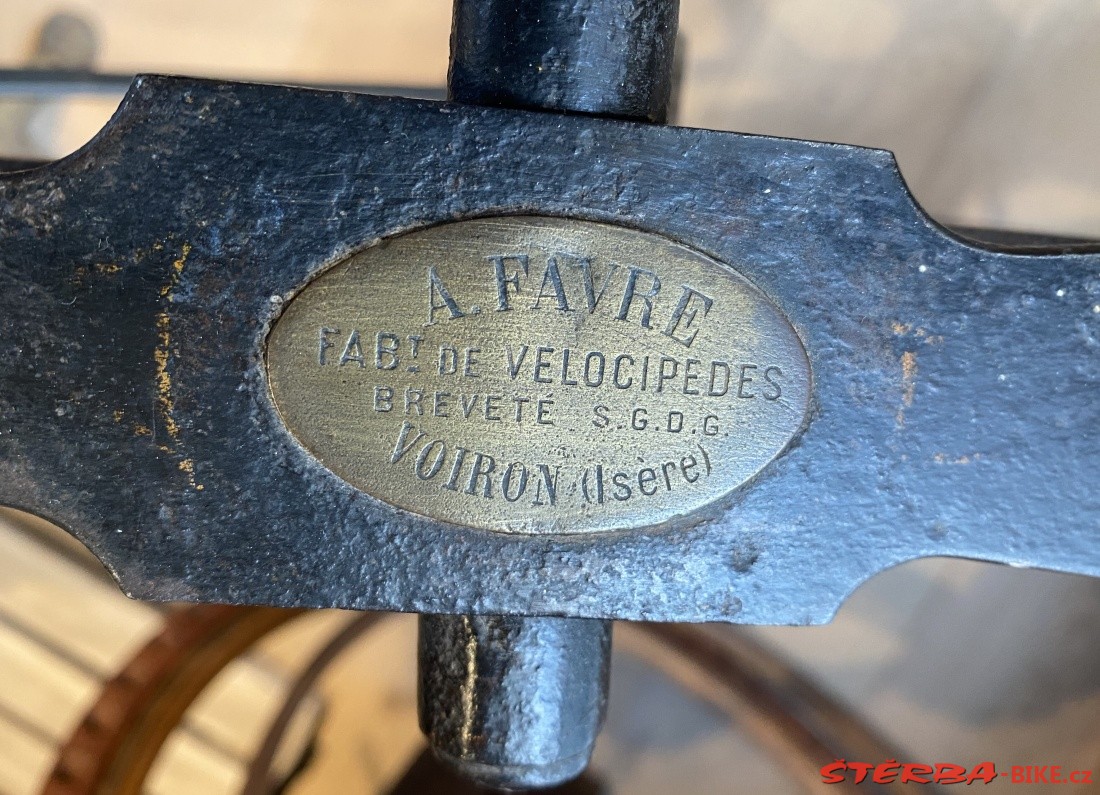 A. FAVRE
FABT. DE VELOCIPEDES
BREVETÉ S.G.D.G.
VOIRON (Isère)
ŠTĚRBA-BIKE.cz